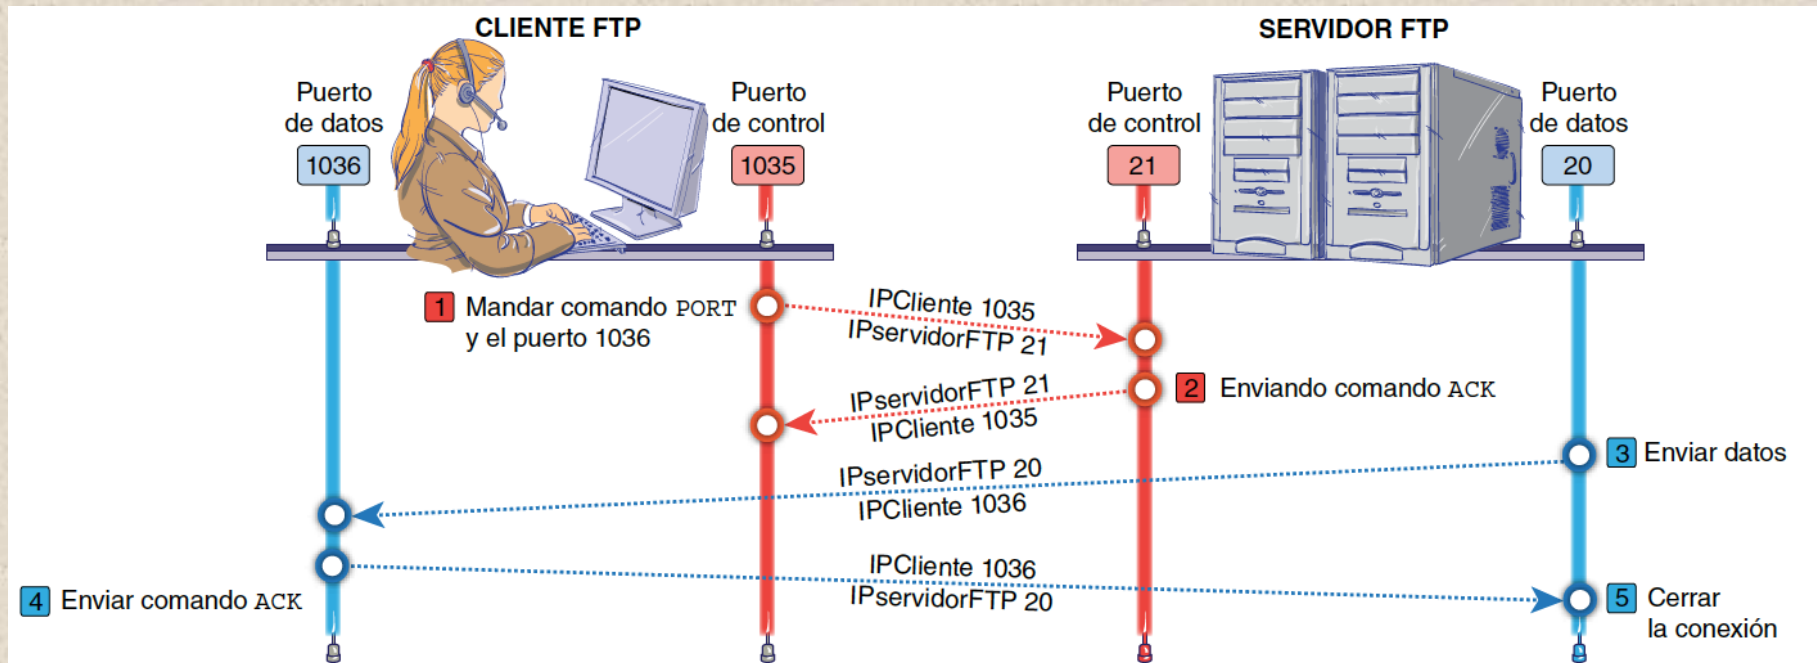 CLIENTE FTP
SERVIDOR FTP
Puerto
de datos
1036
Puerto
de control
1035
Puerto
de control
21
Puerto
de datos
20
1 Mandar comando PORT
y el puerto 1036
IPCliente 1035
IPservidorFTP 21
2 Enviando comando ACK
IPservidorFTP 21
IPCliente 1035
3 Enviar datos
IPservidorFTP 20
IPCliente 1036
4 Enviar comando ACK
IPCliente 1036
IPservidorFTP 20
5 Cerrar
la conexión